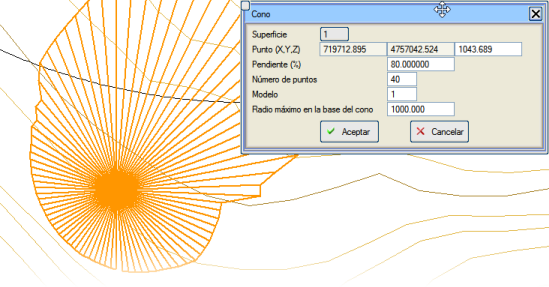 Cono
Superficie 1
Punto (X,Y,Z) 719712.895 4757042.524 1043.689
Pendiente (%) 80.000000
Número de puntos 40
Modelo 1
Radio máximo en la base del cono 1000.000
Aceptar Cancelar